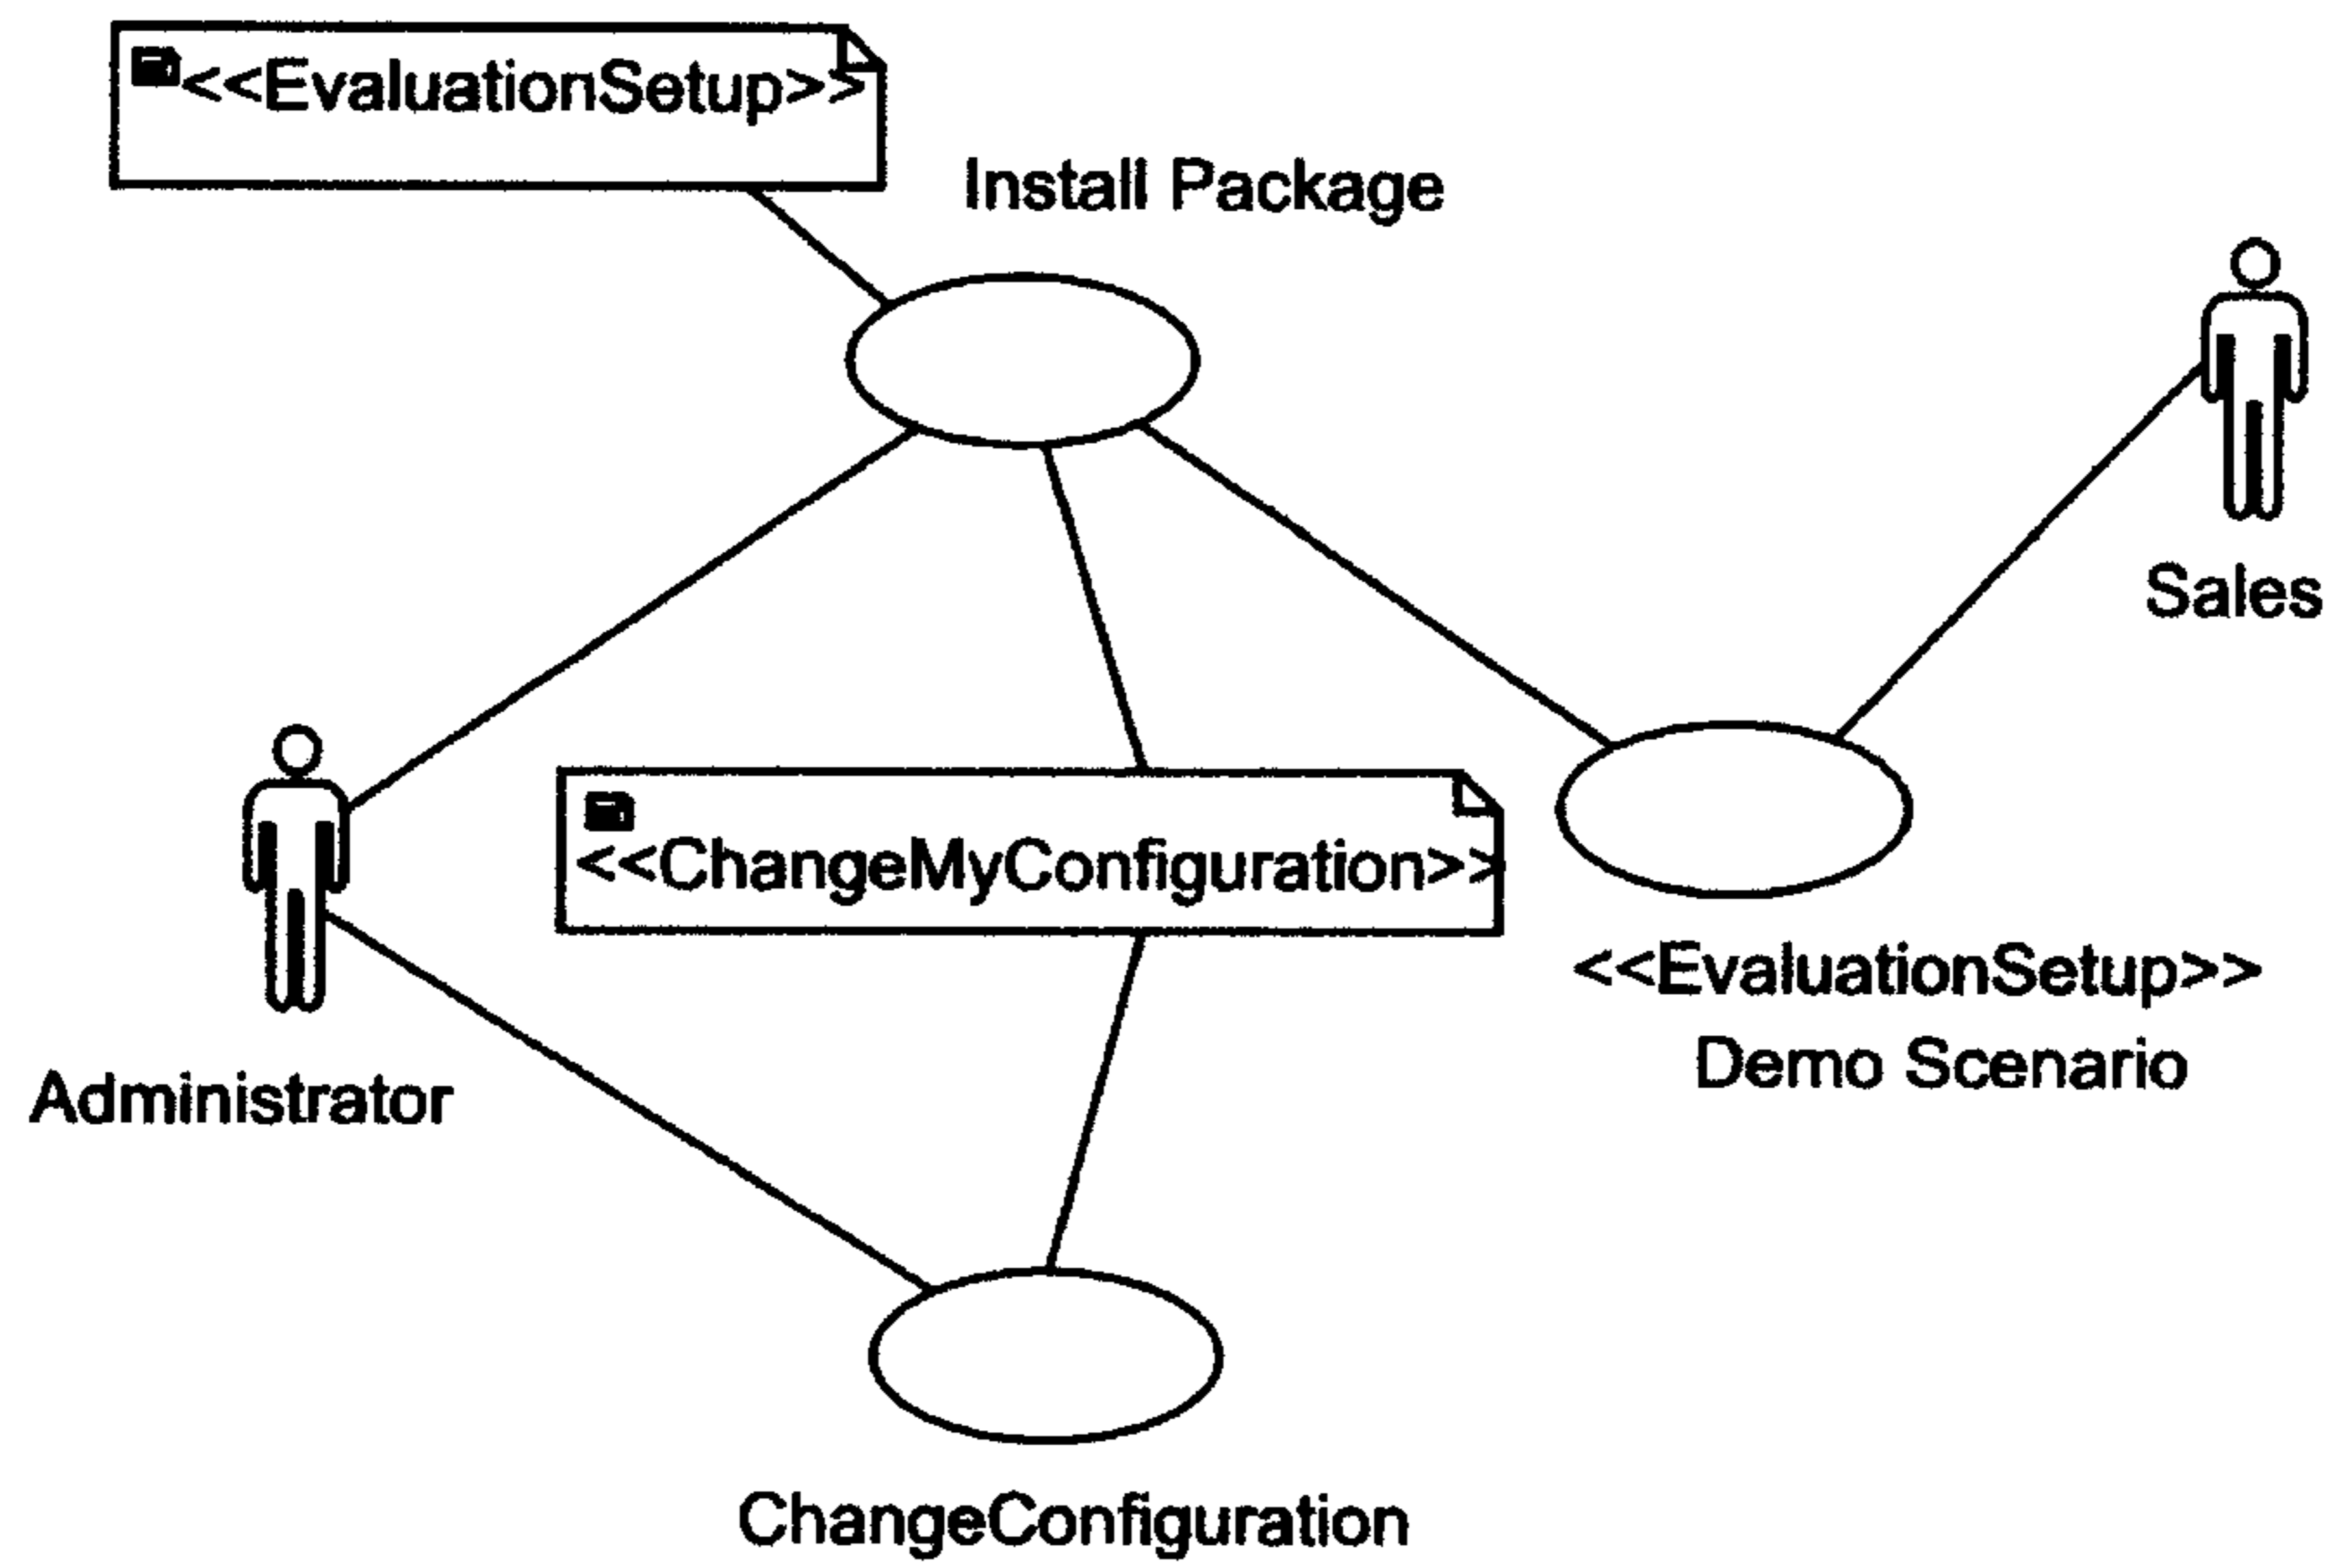 <<EvaluationSetup>>
Install Package
Sales
<<ChangeMyConfiguration>>
<<EvaluationSetup>>
Demo Scenario
Administrator
ChangeConfiguration